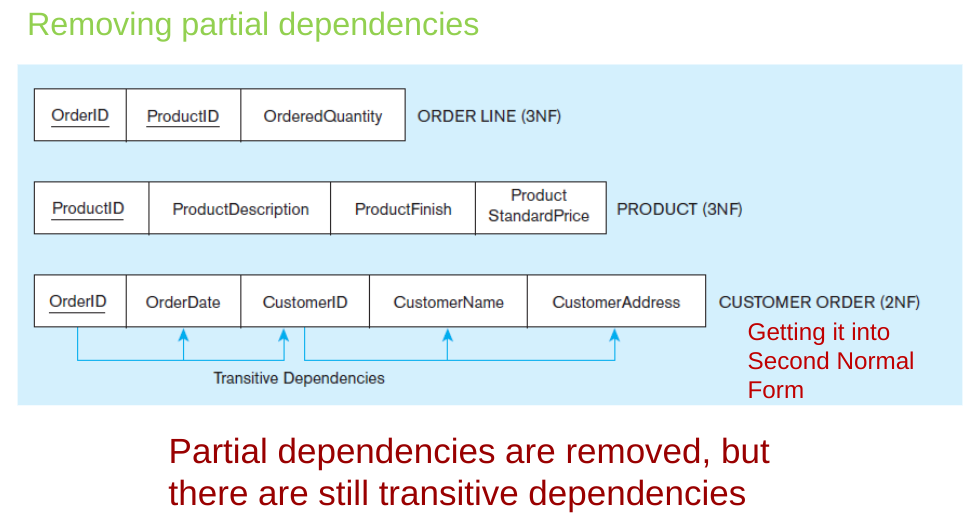 Removing partial dependencies
OrderID ProductID OrderedQuantity ORDER LINE (3NF)
ProductID ProductDescription ProductFinish Product StandardPrice PRODUCT (3NF)
OrderID OrderDate CustomerID CustomerName CustomerAddress CUSTOMER ORDER (2NF)
Getting it into
Second Normal
Form
Transitive Dependencies
Partial dependencies are removed, but
there are still transitive dependencies